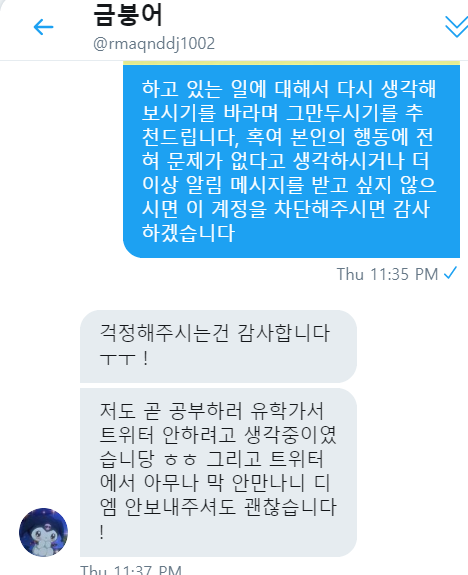 금붕어
@rmaqnddj1002
하고 있는 일에 대해서 다시 생각해
보시기를 바라며 그만두시기를 추
천드립니다, 혹여 본인의 행동에 전
혀 문제가 없다고 생각하시거나 더
이상 알림 메시지를 받고 싶지 않으
시면 이 계정을 차단해주시면 감사
하겠습니다
Thu 11:35 PM
걱정해주시는건 감사합니다
ㅜㅜ !
저도 곧 공부하러 유학가서
트위터 안하려고 생각중이였
습니당 ㅎㅎ 그리고 트위터
에서 아무나 막 안만나니 디
엠 안보내주셔도 괜찮습니다
!
Thu 11:37 PM